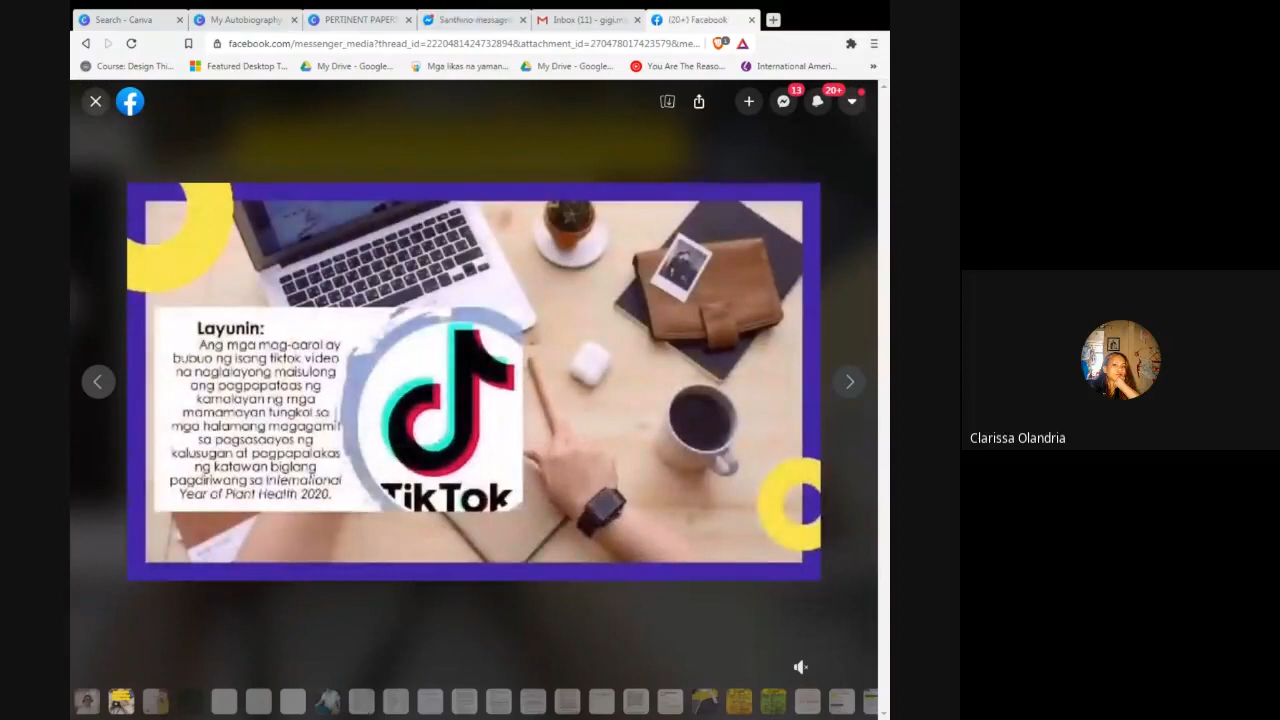 Search - Canva
My Autobiography
PERTINENT PAPERS
Santhino messaged
Inbox (11) - gigi.m
(20+) Facebook
facebook.com/messenger_media?thread_id=2220481424732894&attachment_id=270478017423579&me...
Course: Design Thi...
Featured Desktop T...
My Drive - Google...
Mga likas na yaman...
My Drive - Google...
You Are The Reaso...
International Ameri...
13
20+
Layunin:
Ang mga mag-aaral ay
bubuo ng isang tiktok video
na naglalayong maisulong
ang pagpapataas ng
kamalayan ng mga
mamamayan tungkol sa
mga halamang magagamit
sa pagsasaayos ng
kalusugan at pagpapalakas
ng katawan bilang
pagdiriwang sa International
Year of Plant Health 2020.
TikTok
Clarissa Olandria